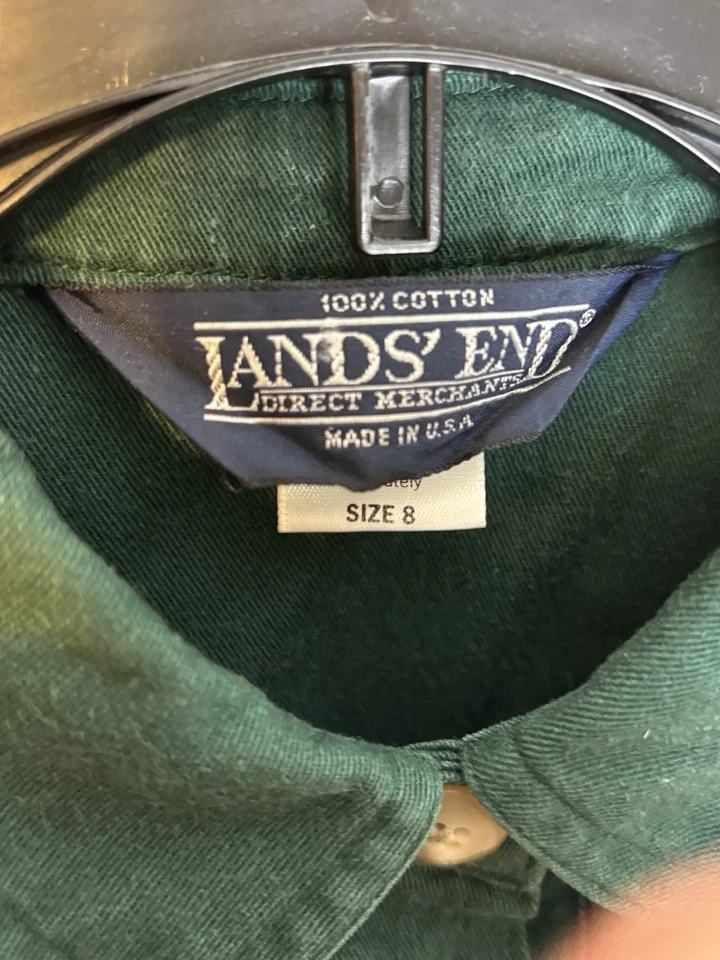 100% COTTON
LANDS' END®
DIRECT MERCHANTS
MADE IN U.S.A.
SIZE 8